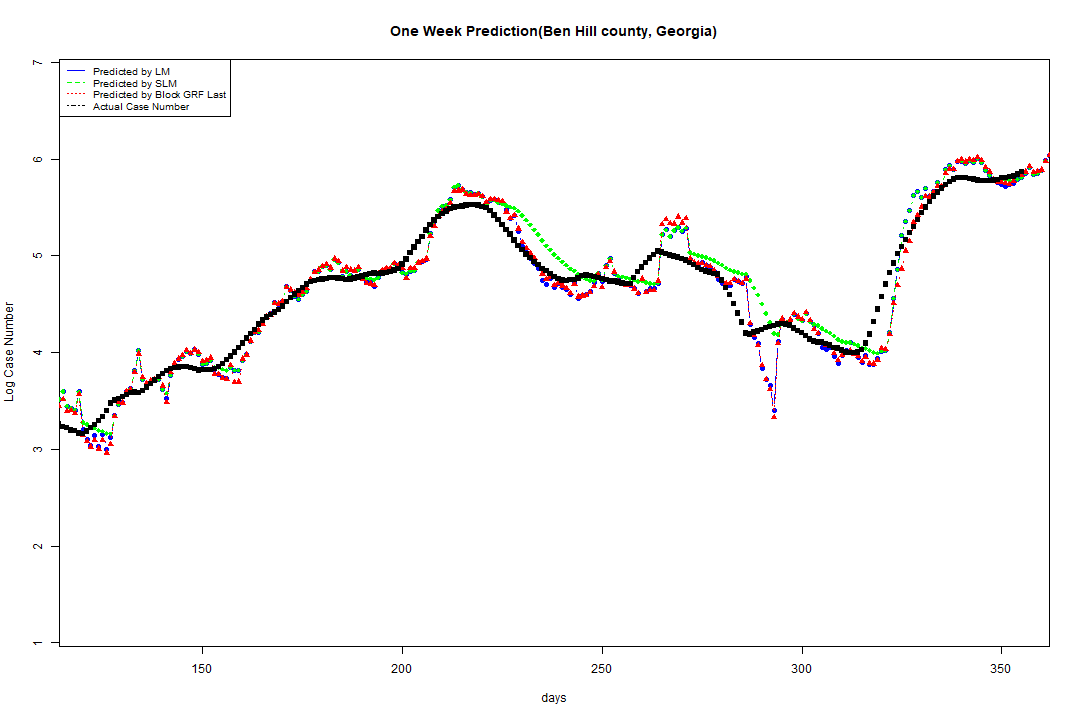 One Week Prediction(Ben Hill county, Georgia)
7
6
5
4
3
2
1
Log Case Number
Predicted by LM
Predicted by SLM
Predicted by Block GRF Last
Actual Case Number
150
200
250
300
350
days